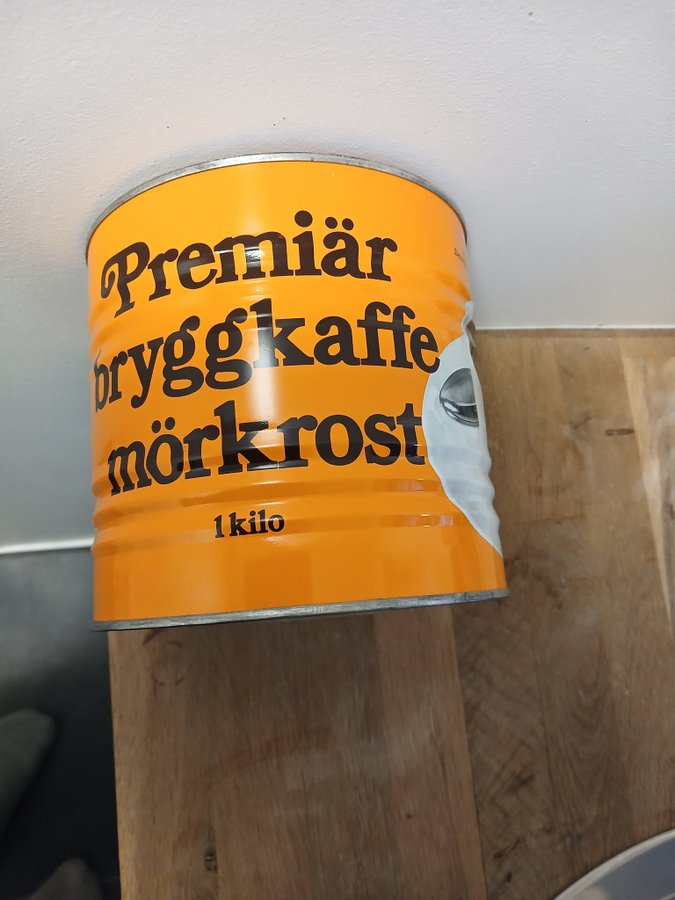 Premiär
bryggkaffe
mörkrost
1 kilo